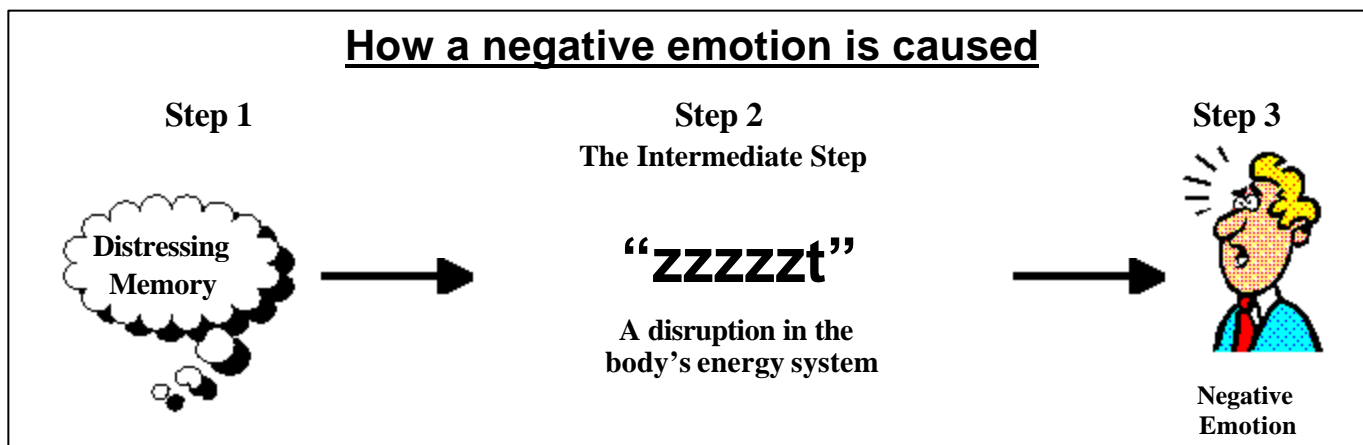 How a negative emotion is caused
Step 1
Step 2
Step 3
The Intermediate Step
Distressing
Memory
“zzzzzt”
A disruption in the
body’s energy system
Negative
Emotion